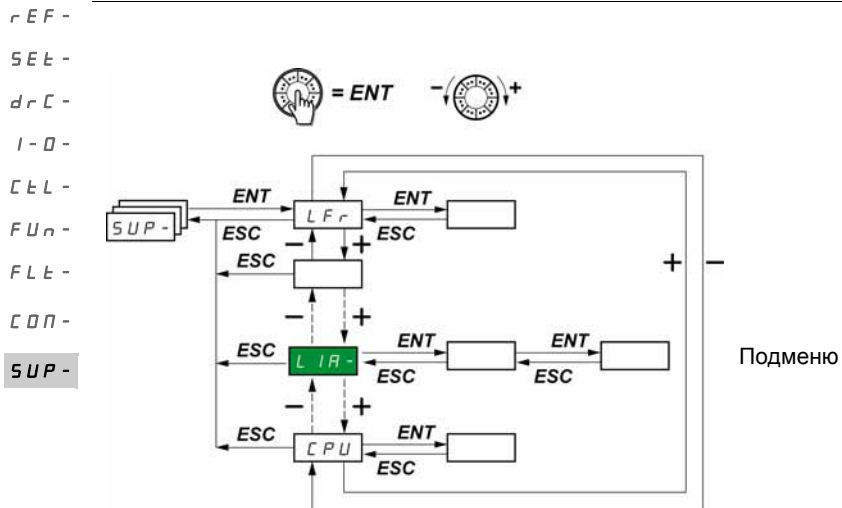 rEF-
SEt-
drC-
I-O-
CtL-
FUn-
FLt-
COM-
SUP-
= ENT
- +
SUP-
ENT
ESC
LFr
ENT
ESC
- +
ESC
+ -
- +
ESC
LIA-
ENT
ESC
ENT
ESC
Подменю
- +
ESC
CPU
ENT
ESC